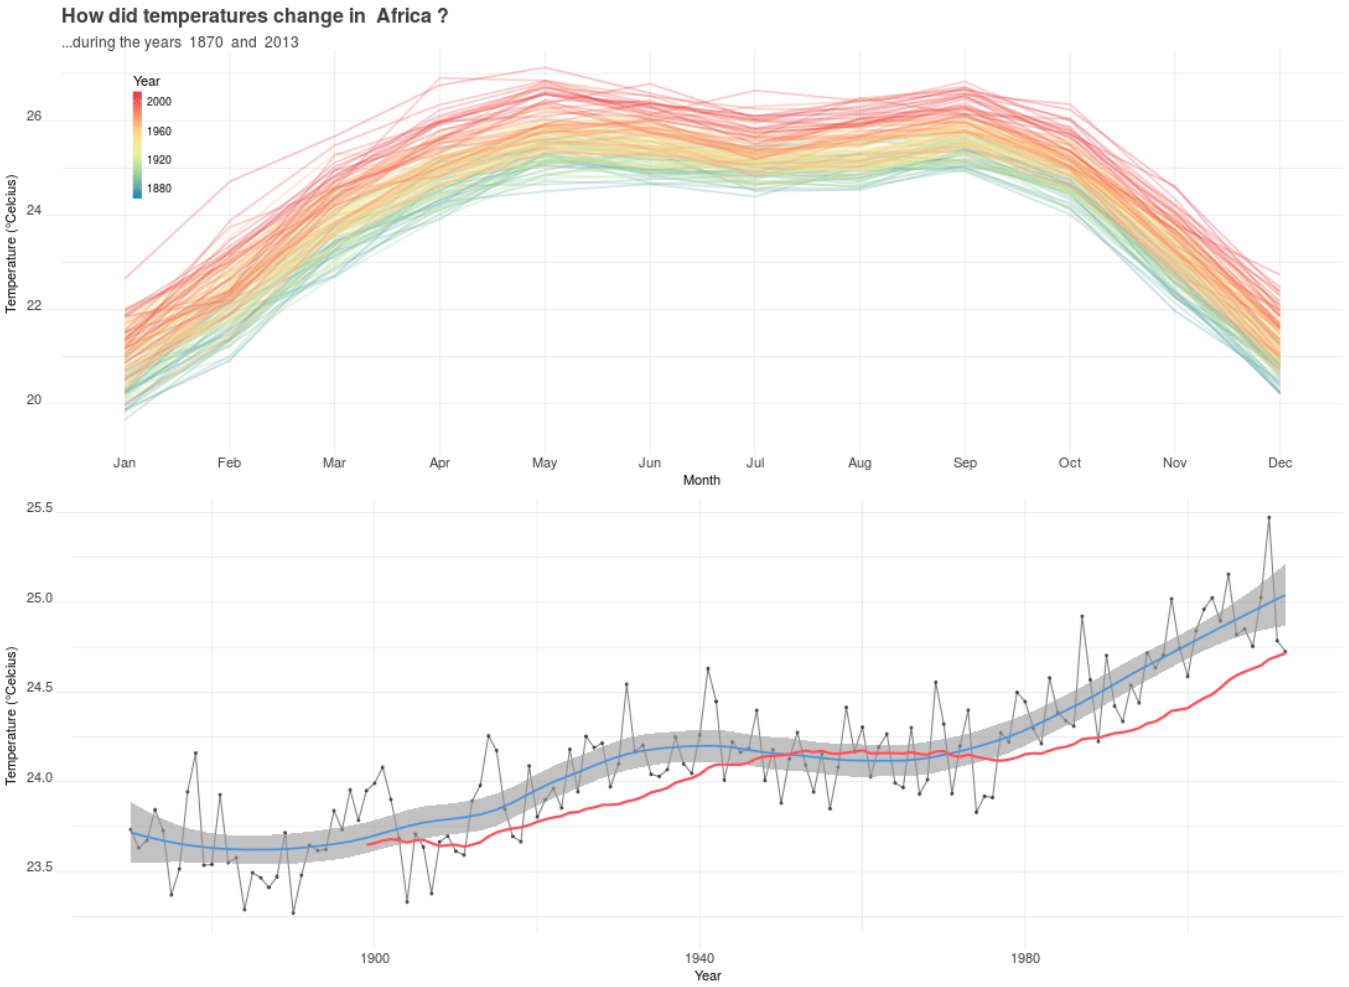 How did temperatures change in  Africa ?
...during the years  1870  and  2013
Year
2000
1960
1920
1880
26
24
22
20
Temperature (°Celcius)
Jan Feb Mar Apr May Jun Jul Aug Sep Oct Nov Dec
Month
25.5
25.0
24.5
24.0
23.5
Temperature (°Celcius)
1900 1940 1980
Year